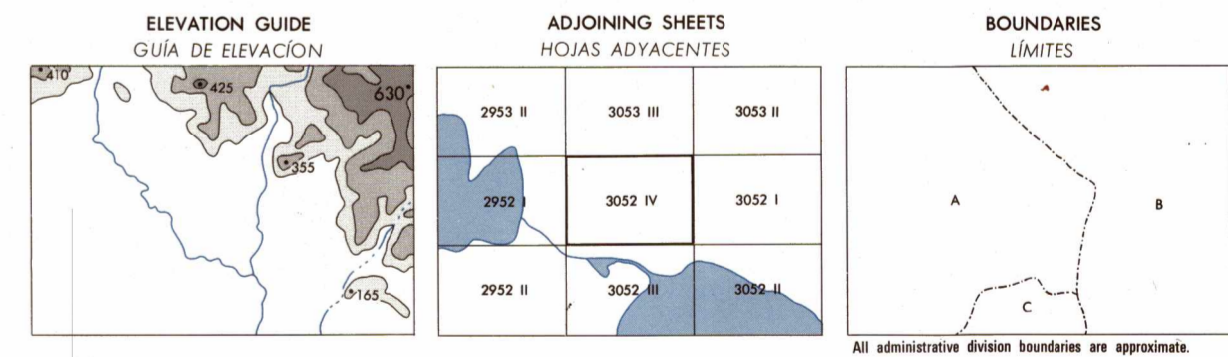 ELEVATION GUIDE
GUÍA DE ELEVACÍON
410
425
630
355
165
ADJOINING SHEETS
HOJAS ADYACENTES
2953 II 3053 III 3053 II
2952 I 3052 IV 3052 I
2952 II 3052 III 3052 II
BOUNDARIES
LÍMITES
A
B
C
All administrative division boundaries are approximate.